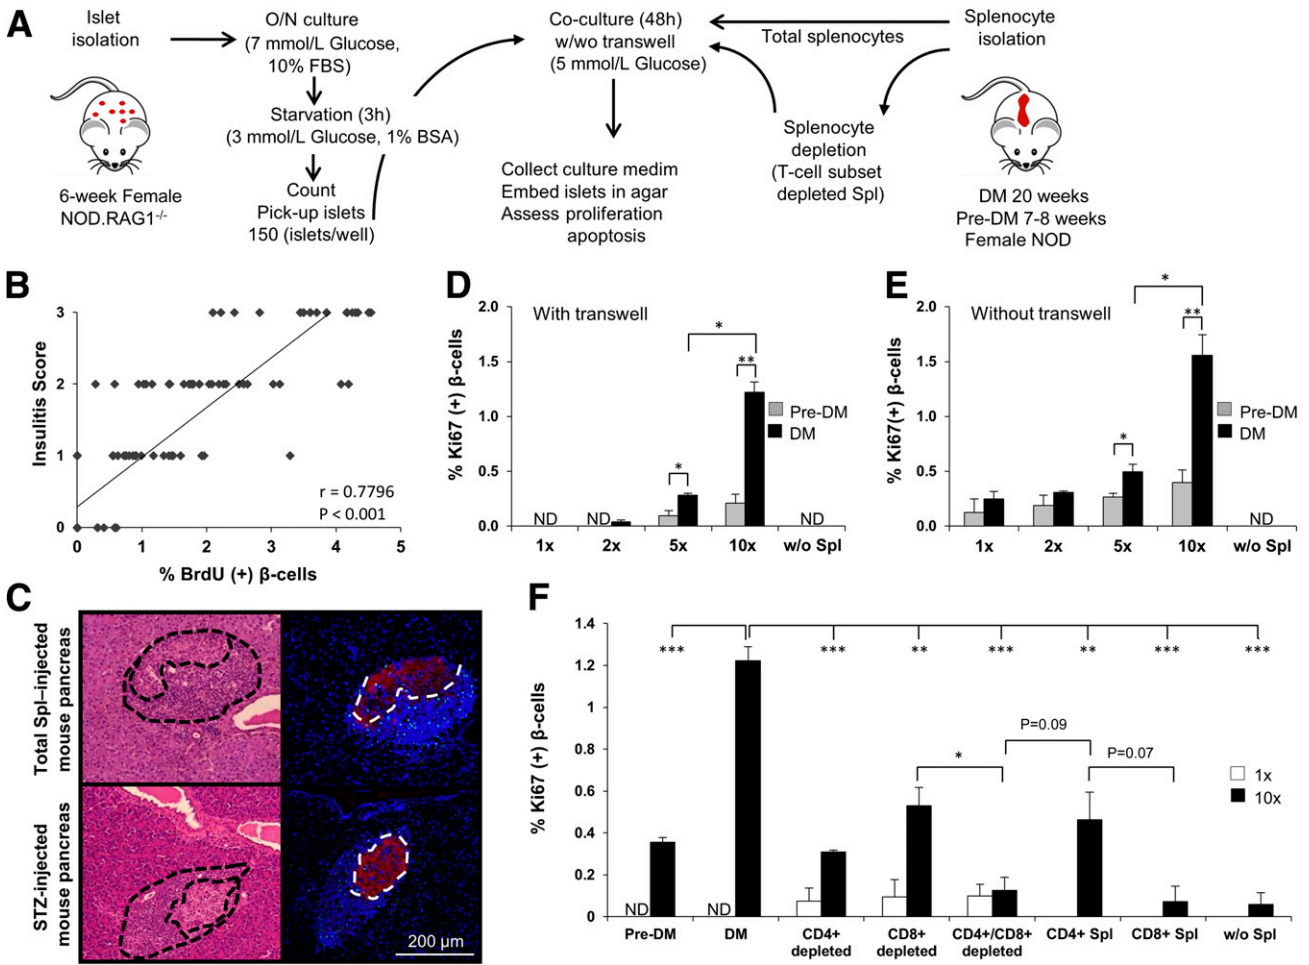 A
Islet
isolation
O/N culture
(7 mmol/L Glucose,
10% FBS)
Starvation (3h)
(3 mmol/L Glucose, 1% BSA)
Count
Pick-up islets
150 (islets/well)
6-week Female
NOD.RAG1-/-
Co-culture (48h)
w/wo transwell
(5 mmol/L Glucose)
Collect culture medim
Embed islets in agar
Assess proliferation
apoptosis
Total splenocytes
Splenocyte
isolation
Splenocyte
depletion
(T-cell subset
depleted Spl)
DM 20 weeks
Pre-DM 7-8 weeks
Female NOD
B
Insulitis Score
3
2
1
0
r = 0.7796
P < 0.001
0 1 2 3 4 5
% BrdU (+) β-cells
C
Total Spl–injected
mouse pancreas
STZ-injected
mouse pancreas
200 µm
D
% Ki67 (+) β-cells
2.0
1.5
1.0
0.5
0.0
With transwell
*
**
*
Pre-DM
DM
ND ND ND
1x 2x 5x 10x w/o Spl
E
% Ki67(+) β-cells
2.0
1.5
1.0
0.5
0.0
Without transwell
*
**
*
Pre-DM
DM
ND
1x 2x 5x 10x w/o Spl
F
% Ki67 (+) β-cells
1.4
1.2
1
0.8
0.6
0.4
0.2
0
*** *** ** *** ** *** ***
P=0.09
* P=0.07
1x
10x
ND ND
Pre-DM DM CD4+ depleted CD8+ depleted CD4+/CD8+ depleted CD4+ Spl CD8+ Spl w/o Spl